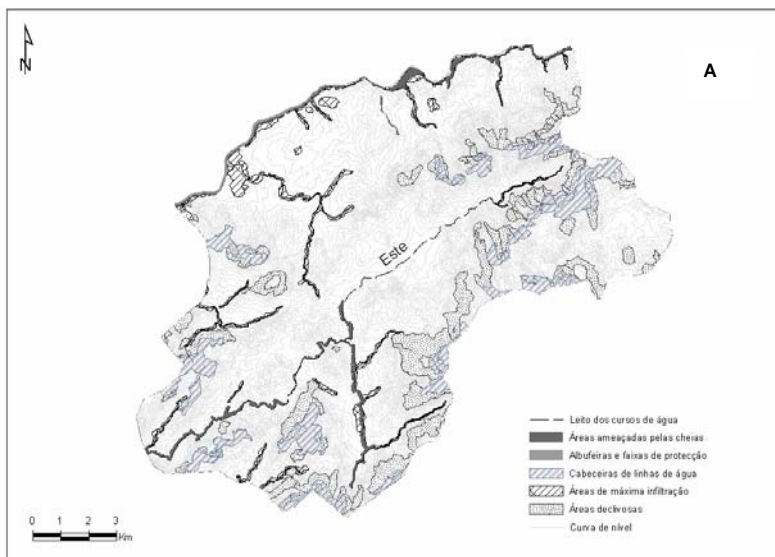 N
A
Este
Leito dos cursos de água
Áreas ameaçadas pelas cheias
Albufeiras e faixas de protecção
Cabeceiras de linhas de água
Áreas de máxima infiltração
Áreas declivosas
Curva de nível
0 1 2 3
Km